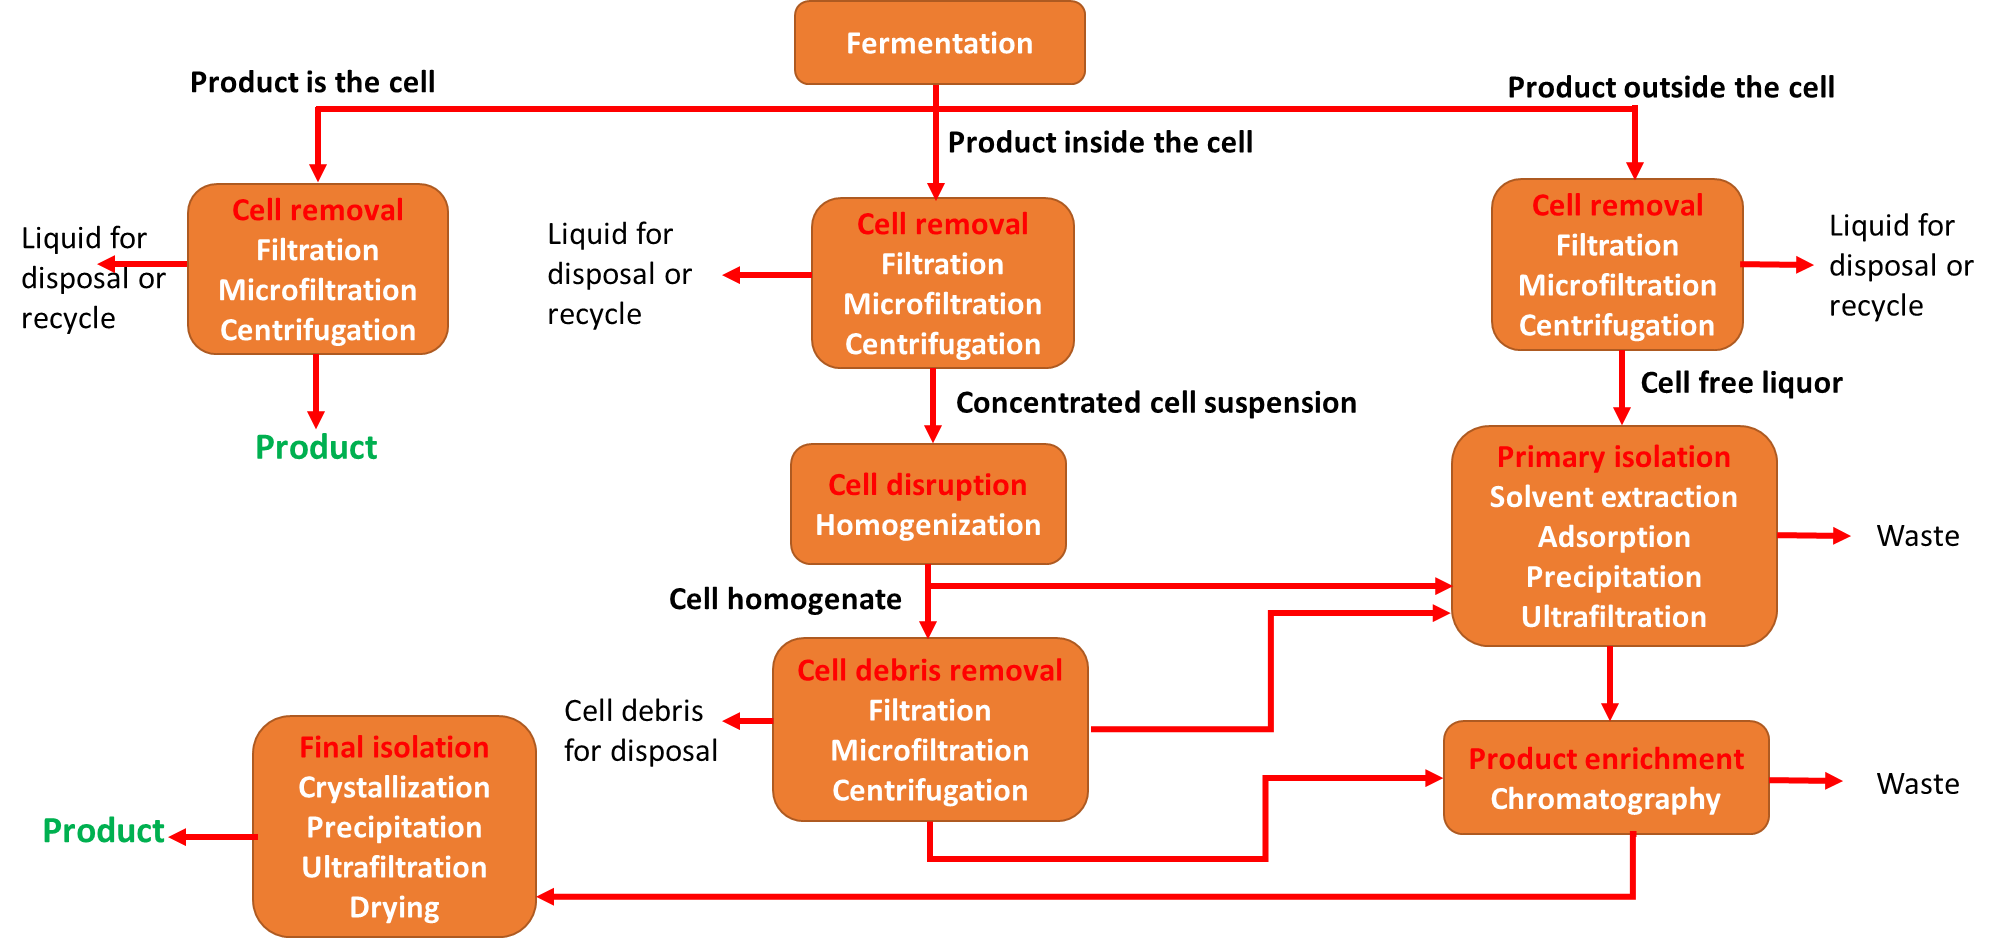 Fermentation
Product is the cell
Product outside the cell
Product inside the cell
Cell removal
Filtration
Microfiltration
Centrifugation
Liquid for
disposal or
recycle
Product
Cell removal
Filtration
Microfiltration
Centrifugation
Liquid for
disposal or
recycle
Concentrated cell suspension
Cell disruption
Homogenization
Cell homogenate
Cell debris removal
Filtration
Microfiltration
Centrifugation
Cell debris
for disposal
Cell removal
Filtration
Microfiltration
Centrifugation
Liquid for
disposal or
recycle
Cell free liquor
Primary isolation
Solvent extraction
Adsorption
Precipitation
Ultrafiltration
Waste
Product enrichment
Chromatography
Waste
Final isolation
Crystallization
Precipitation
Ultrafiltration
Drying
Product